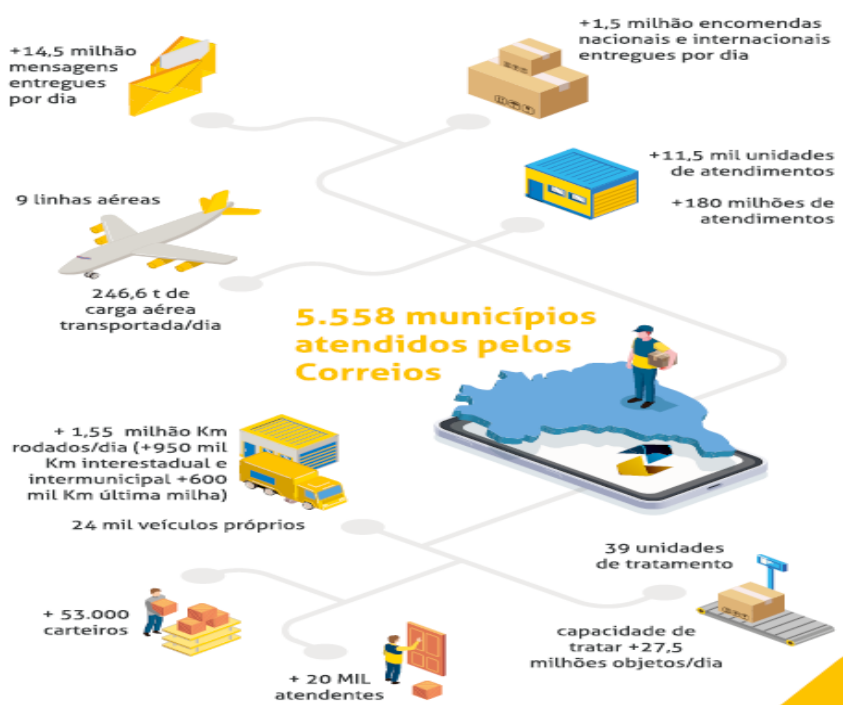 +14,5 milhão
mensagens
entregues
por dia
+1,5 milhão encomendas
nacionais e internacionais
entregues por dia
+11,5 mil unidades
de atendimentos
+180 milhões de
atendimentos
9 linhas aéreas
246,6 t de
carga aérea
transportada/dia
5.558 municípios
atendidos pelos
Correios
+ 1,55 milhão Km
rodados/dia (+950 mil
Km interestadual e
intermunicipal +600
mil Km última milha)
24 mil veículos próprios
39 unidades
de tratamento
capacidade de
tratar +27,5
milhões objetos/dia
+ 53.000
carteiros
+ 20 MIL
atendentes